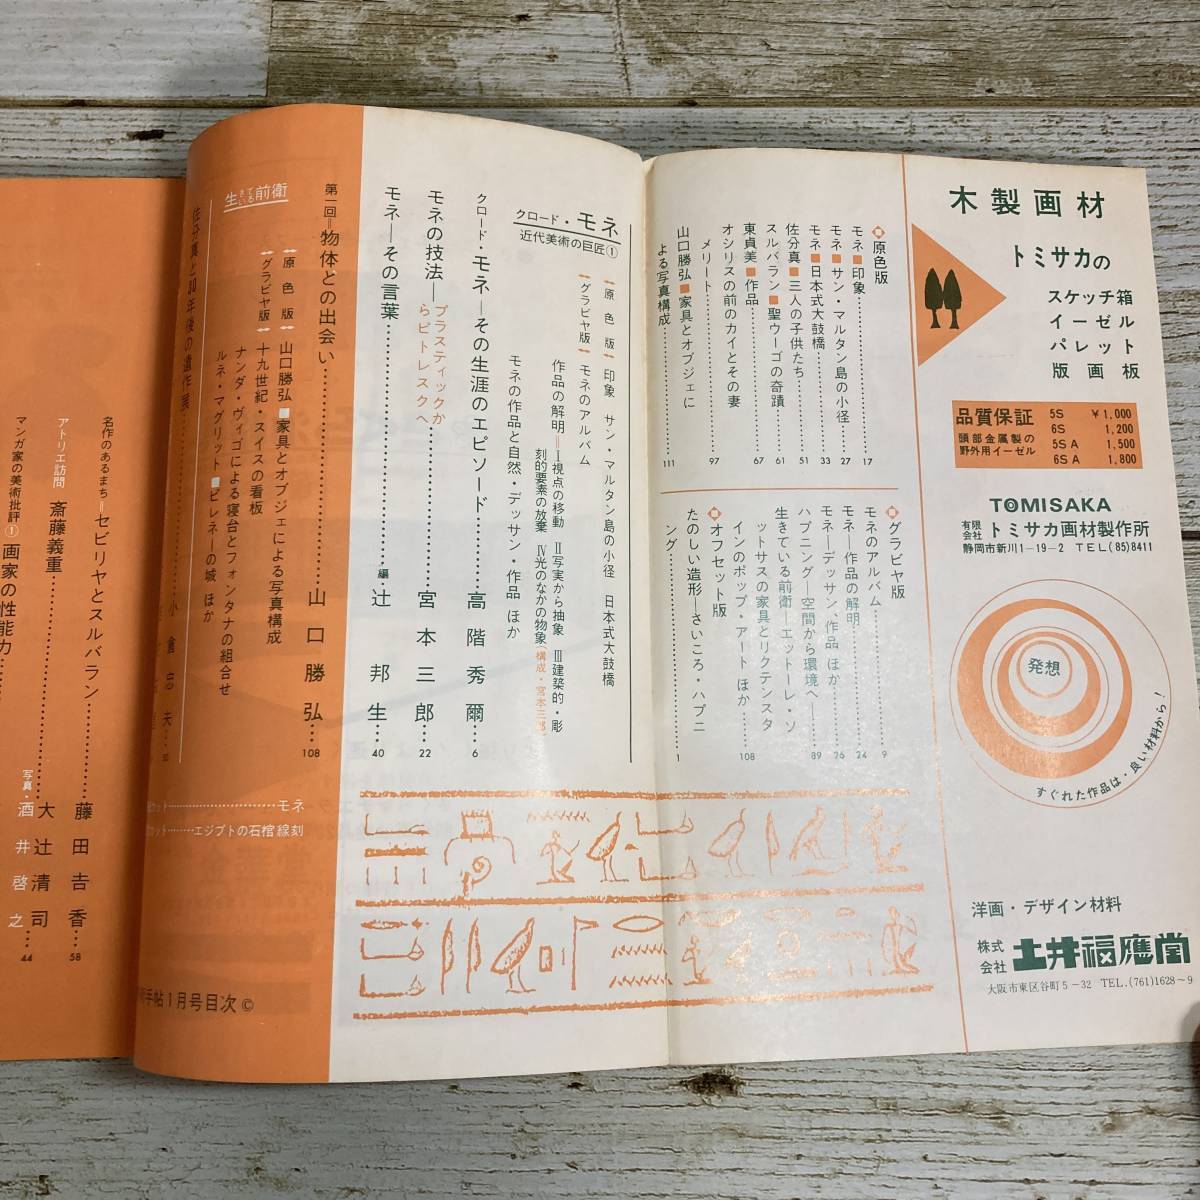 木製画材
トミサカの
スケッチ箱
イーゼル
パレット
版画板
品質保証
頭部金属製の
野外用イーゼル
5S ￥1,000
6S 1,200
5SA 1,500
6SA 1,800
TOMISAKA
有限会社 トミサカ画材製作所
静岡市新川1-19-2 TEL(85)8411
発想
すぐれた作品は・良い材料から!
洋画・デザイン材料
株式会社 土井福應堂
大阪市東区谷町5-32 TEL.(761)1628〜9
■原色版
モネ■印象 17
モネ■サン・マルタン島の小径 27
モネ■日本式大鼓橋 33
佐分真■三人の子供たち 51
スルバラン■聖ウーゴの奇蹟 61
東貞美■作品 67
オシリスの前のカイとその妻
メリート 97
山口勝弘■家具とオブジェに
よる写真構成 111
■グラビヤ版
モネのアルバム 9
モネ—作品の解明 24
モネ—デッサン、作品 ほか 26
ハプニング—空間から環境へ 89
生きている前衛—エットーレ・ソ
ットサスの家具とリクテンスタ
インのポップ・アート ほか 108
■オフセット版
たのしい造形—さいころ・ハプニ
ング 1
クロード・モネ
近代美術の巨匠①
原色版 印象 サン・マルタン島の小径 日本式大鼓橋
グラビヤ版 モネのアルバム
作品の解明=Ⅰ視点の移動 Ⅱ写実から抽象 Ⅲ建築的・彫
刻的要素の放棄 Ⅳ光のなかの物象 構成・宮本三郎
モネの作品と自然・デッサン・作品 ほか
クロード・モネ—その生涯のエピソード 高階秀爾 6
モネの技法—プラスティックか
らピトレスクへ 宮本三郎 22
モネ—その言葉 編 辻邦生 40
第一回=物体との出会い 山口勝弘 108
生きている前衛
原色版 山口勝弘■家具とオブジェによる写真構成
グラビヤ版 十九世紀・スイスの看板
ナンダ・ヴィゴによる寝台とフォンタナの組合せ
ルネ・マグリット■ピレネーの城 ほか
佐分真と30年後の遺作展 小倉忠夫
モネ
エジプトの石棺線刻
手帖1月号目次©
名作のあるまち=セビリヤとスルバラン 藤田吉香 58
アトリエ訪問 斎藤義重 大辻清司
写真・酒井啓之 44
マンガ家の美術批評①画家の性能力